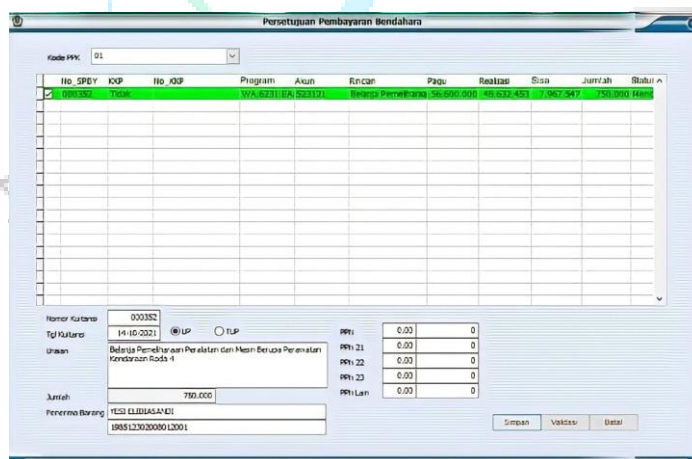 Persetujuan Pembayaran Bendahara
Kode PPK 01
No_SPBY KKP No_KKP Program Akun Rincian Pagu Realisasi Sisa Jumlah Status
000352 Tidak WA.6231.EA 523121 Belanja Pemelihara 56.600.000 48.632.453 7.967.547 750.000
Nomor Kuitansi 000352
Tgl Kuitansi 14-10-2021 UP TUP
Uraian Belanja Pemeliharaan Peralatan dan Mesin Berupa Perawatan
Kendaraan Roda 4
PPN 0.00 0
PPh 21 0.00 0
PPh 22 0.00 0
PPh 23 0.00 0
PPh Lain 0.00 0
Jumlah 750.000
Penerima Barang YESI ELIDIASANDI
198512302008012001
Simpan Validasi Batal